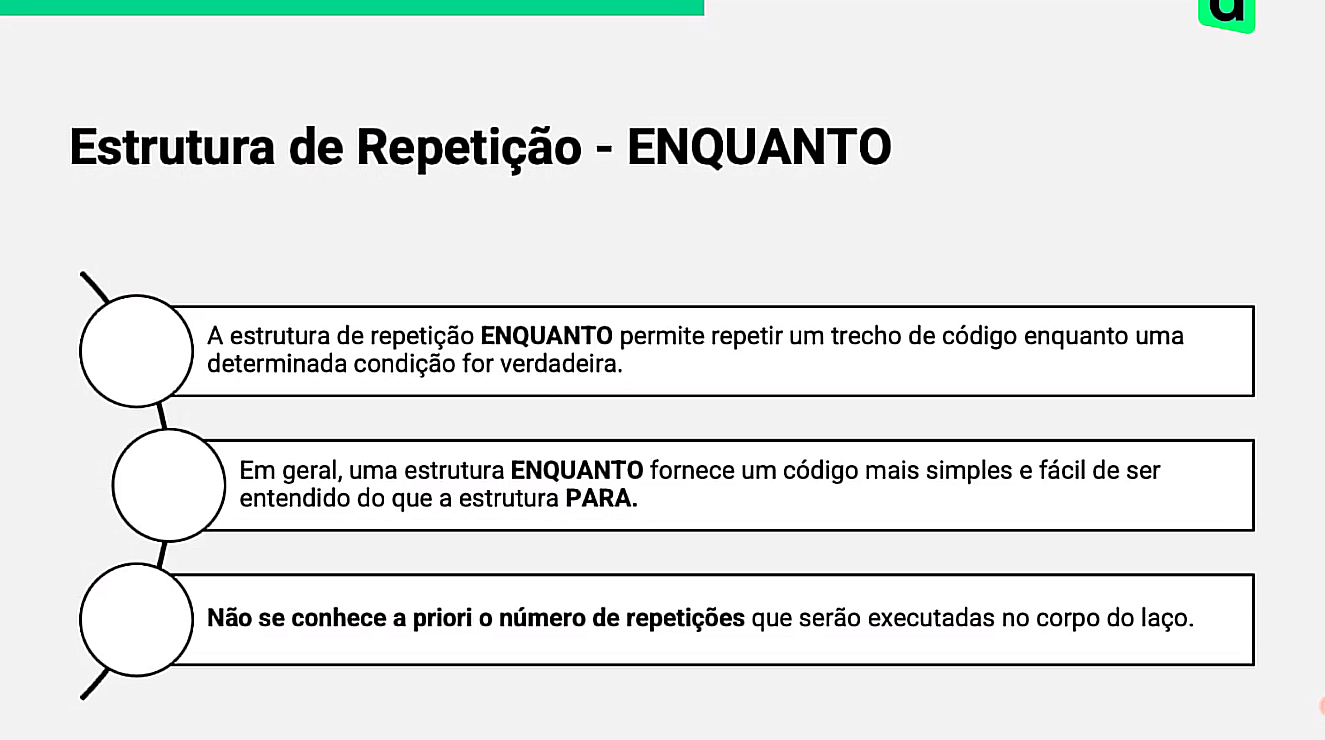 Estrutura de Repetição - ENQUANTO
A estrutura de repetição ENQUANTO permite repetir um trecho de código enquanto uma
determinada condição for verdadeira.
Em geral, uma estrutura ENQUANTO fornece um código mais simples e fácil de ser
entendido do que a estrutura PARA.
Não se conhece a priori o número de repetições que serão executadas no corpo do laço.